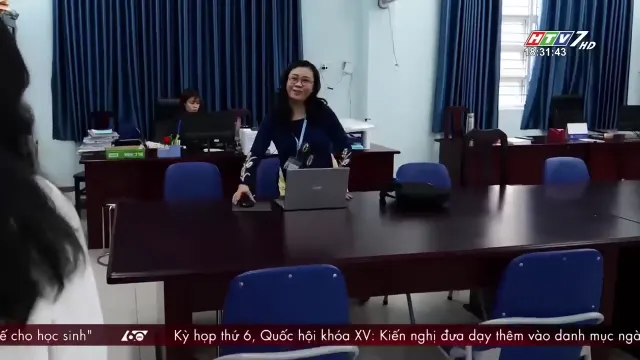 HTV7 HD
18:31:43
ế cho học sinh" 60 Kỳ họp thứ 6, Quốc hội khóa XV: Kiến nghị đưa dạy thêm vào danh mục ngà